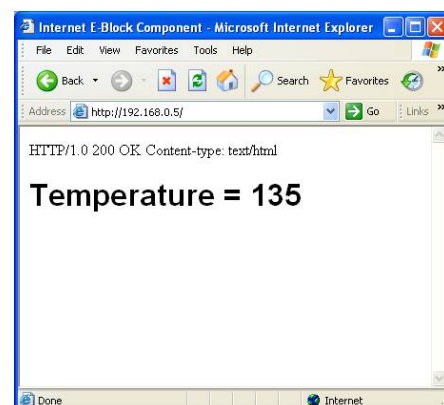 Internet E-Block Component - Microsoft Internet Explorer
File Edit View Favorites Tools Help
Back Search Favorites »
Address http://192.168.0.5/ Go Links »
HTTP/1.0 200 OK Content-type: text/html
Temperature = 135
Done Internet